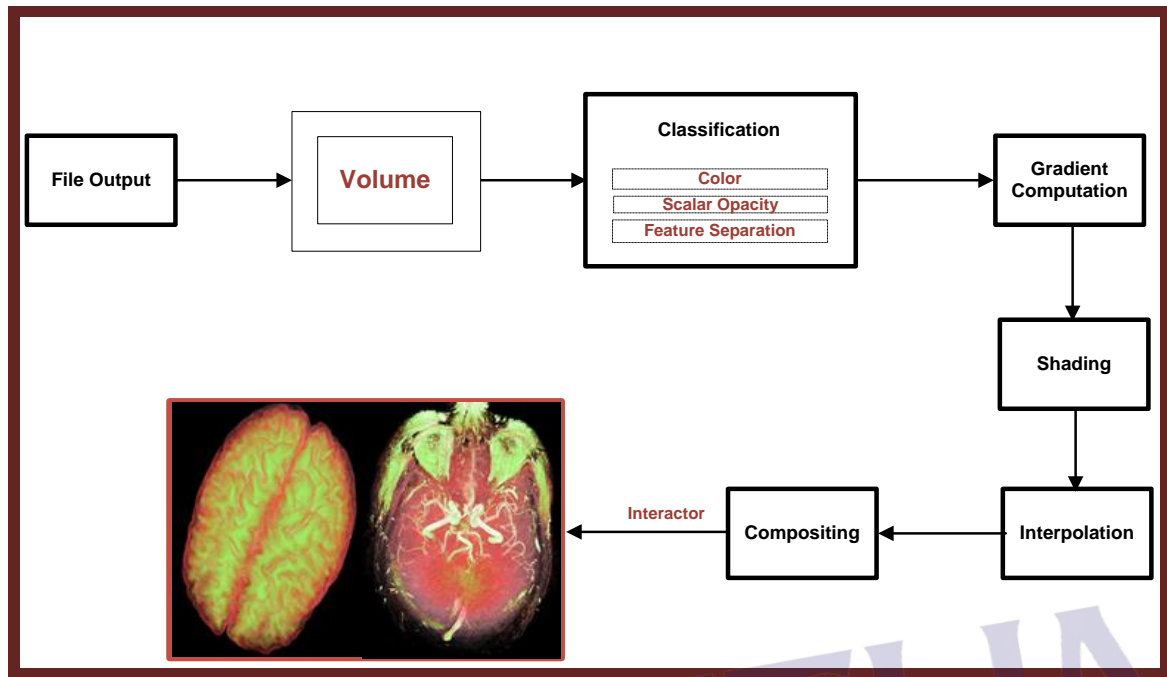 File Output
Volume
Classification
Color
Scalar Opacity
Feature Separation
Gradient
Computation
Shading
Interpolation
Compositing
Interactor